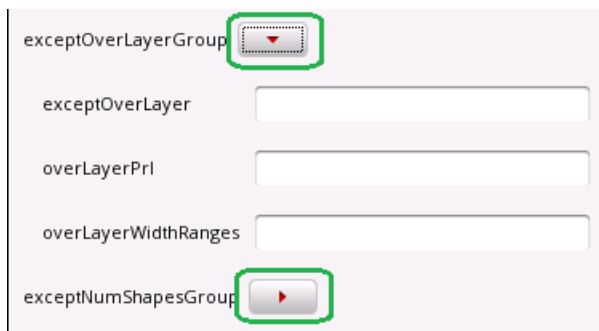 exceptOverLayerGroup
exceptOverLayer
overLayerPrl
overLayerWidthRanges
exceptNumShapesGroup